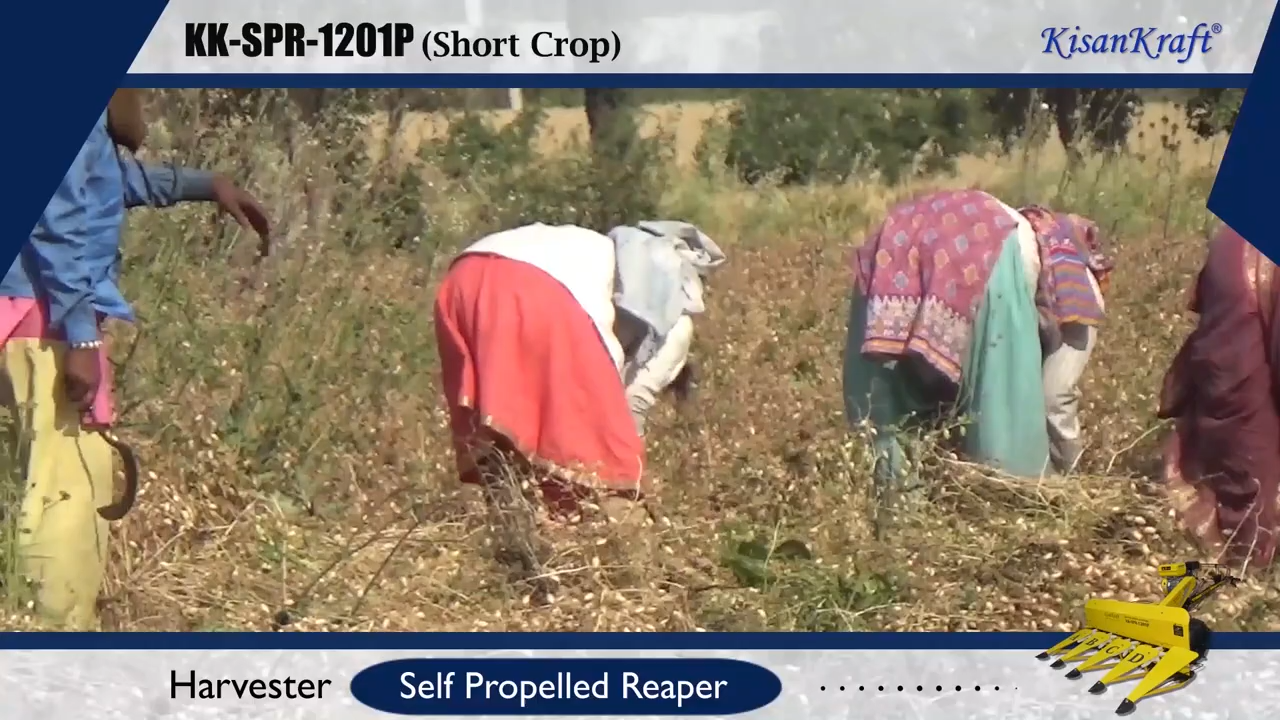 KK-SPR-1201P (Short Crop)
KisanKraft®
B C D
Harvester
Self Propelled Reaper